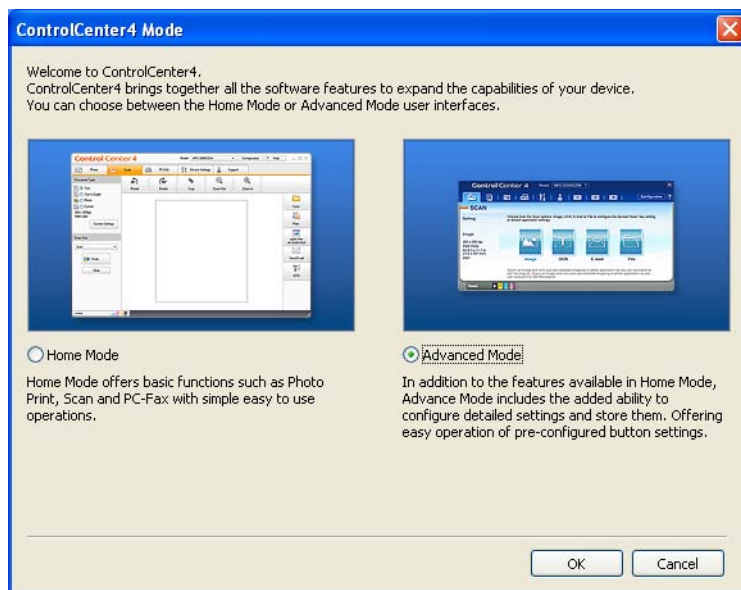 ControlCenter4 Mode
Welcome to ControlCenter4.
ControlCenter4 brings together all the software features to expand the capabilities of your device.
You can choose between the Home Mode or Advanced Mode user interfaces.
Control Center 4
Control Center 4
SCAN
Image
OCR
E-mail
File
Home Mode
Home Mode offers basic functions such as Photo
Print, Scan and PC-Fax with simple easy to use
operations.
Advanced Mode
In addition to the features available in Home Mode,
Advance Mode includes the added ability to
configure detailed settings and store them. Offering
easy operation of pre-configured button settings.
OK
Cancel